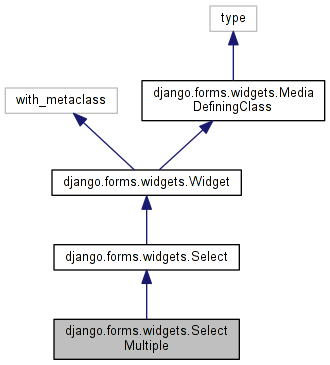 type
with_metaclass
django.forms.widgets.Media
DefiningClass
django.forms.widgets.Widget
django.forms.widgets.Select
django.forms.widgets.Select
Multiple